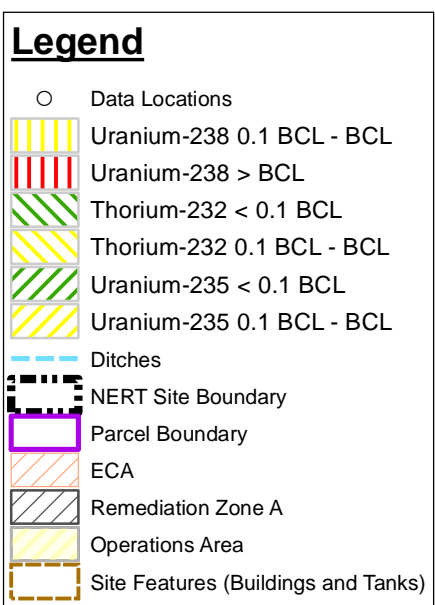 Legend
Data Locations
Uranium-238 0.1 BCL - BCL
Uranium-238 > BCL
Thorium-232 < 0.1 BCL
Thorium-232 0.1 BCL - BCL
Uranium-235 < 0.1 BCL
Uranium-235 0.1 BCL - BCL
Ditches
NERT Site Boundary
Parcel Boundary
ECA
Remediation Zone A
Operations Area
Site Features (Buildings and Tanks)